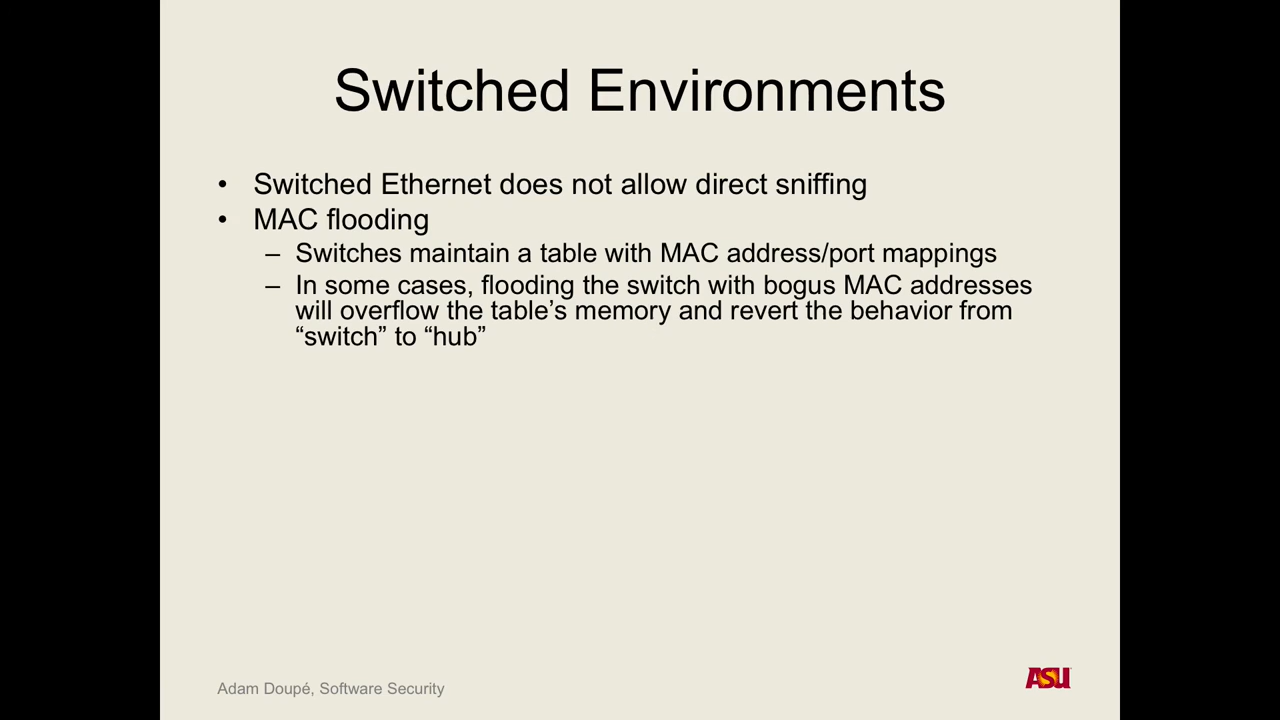 Switched Environments
• Switched Ethernet does not allow direct sniffing
• MAC flooding
– Switches maintain a table with MAC address/port mappings
– In some cases, flooding the switch with bogus MAC addresses
will overflow the table’s memory and revert the behavior from
“switch” to “hub”
Adam Doupé, Software Security
ASU